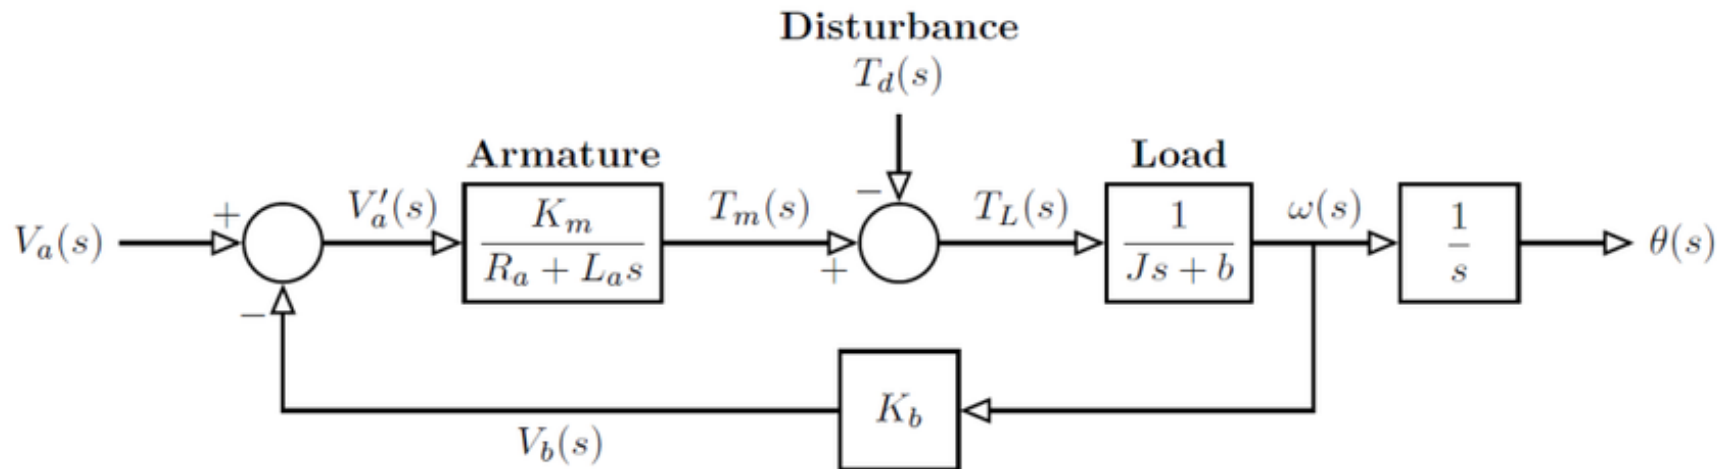 Disturbance
T_d(s)
Armature
Load
V_a(s)
+
−
V'_a(s)
K_m
R_a + L_a s
T_m(s)
+
−
T_L(s)
1
Js + b
ω(s)
1
s
θ(s)
K_b
V_b(s)